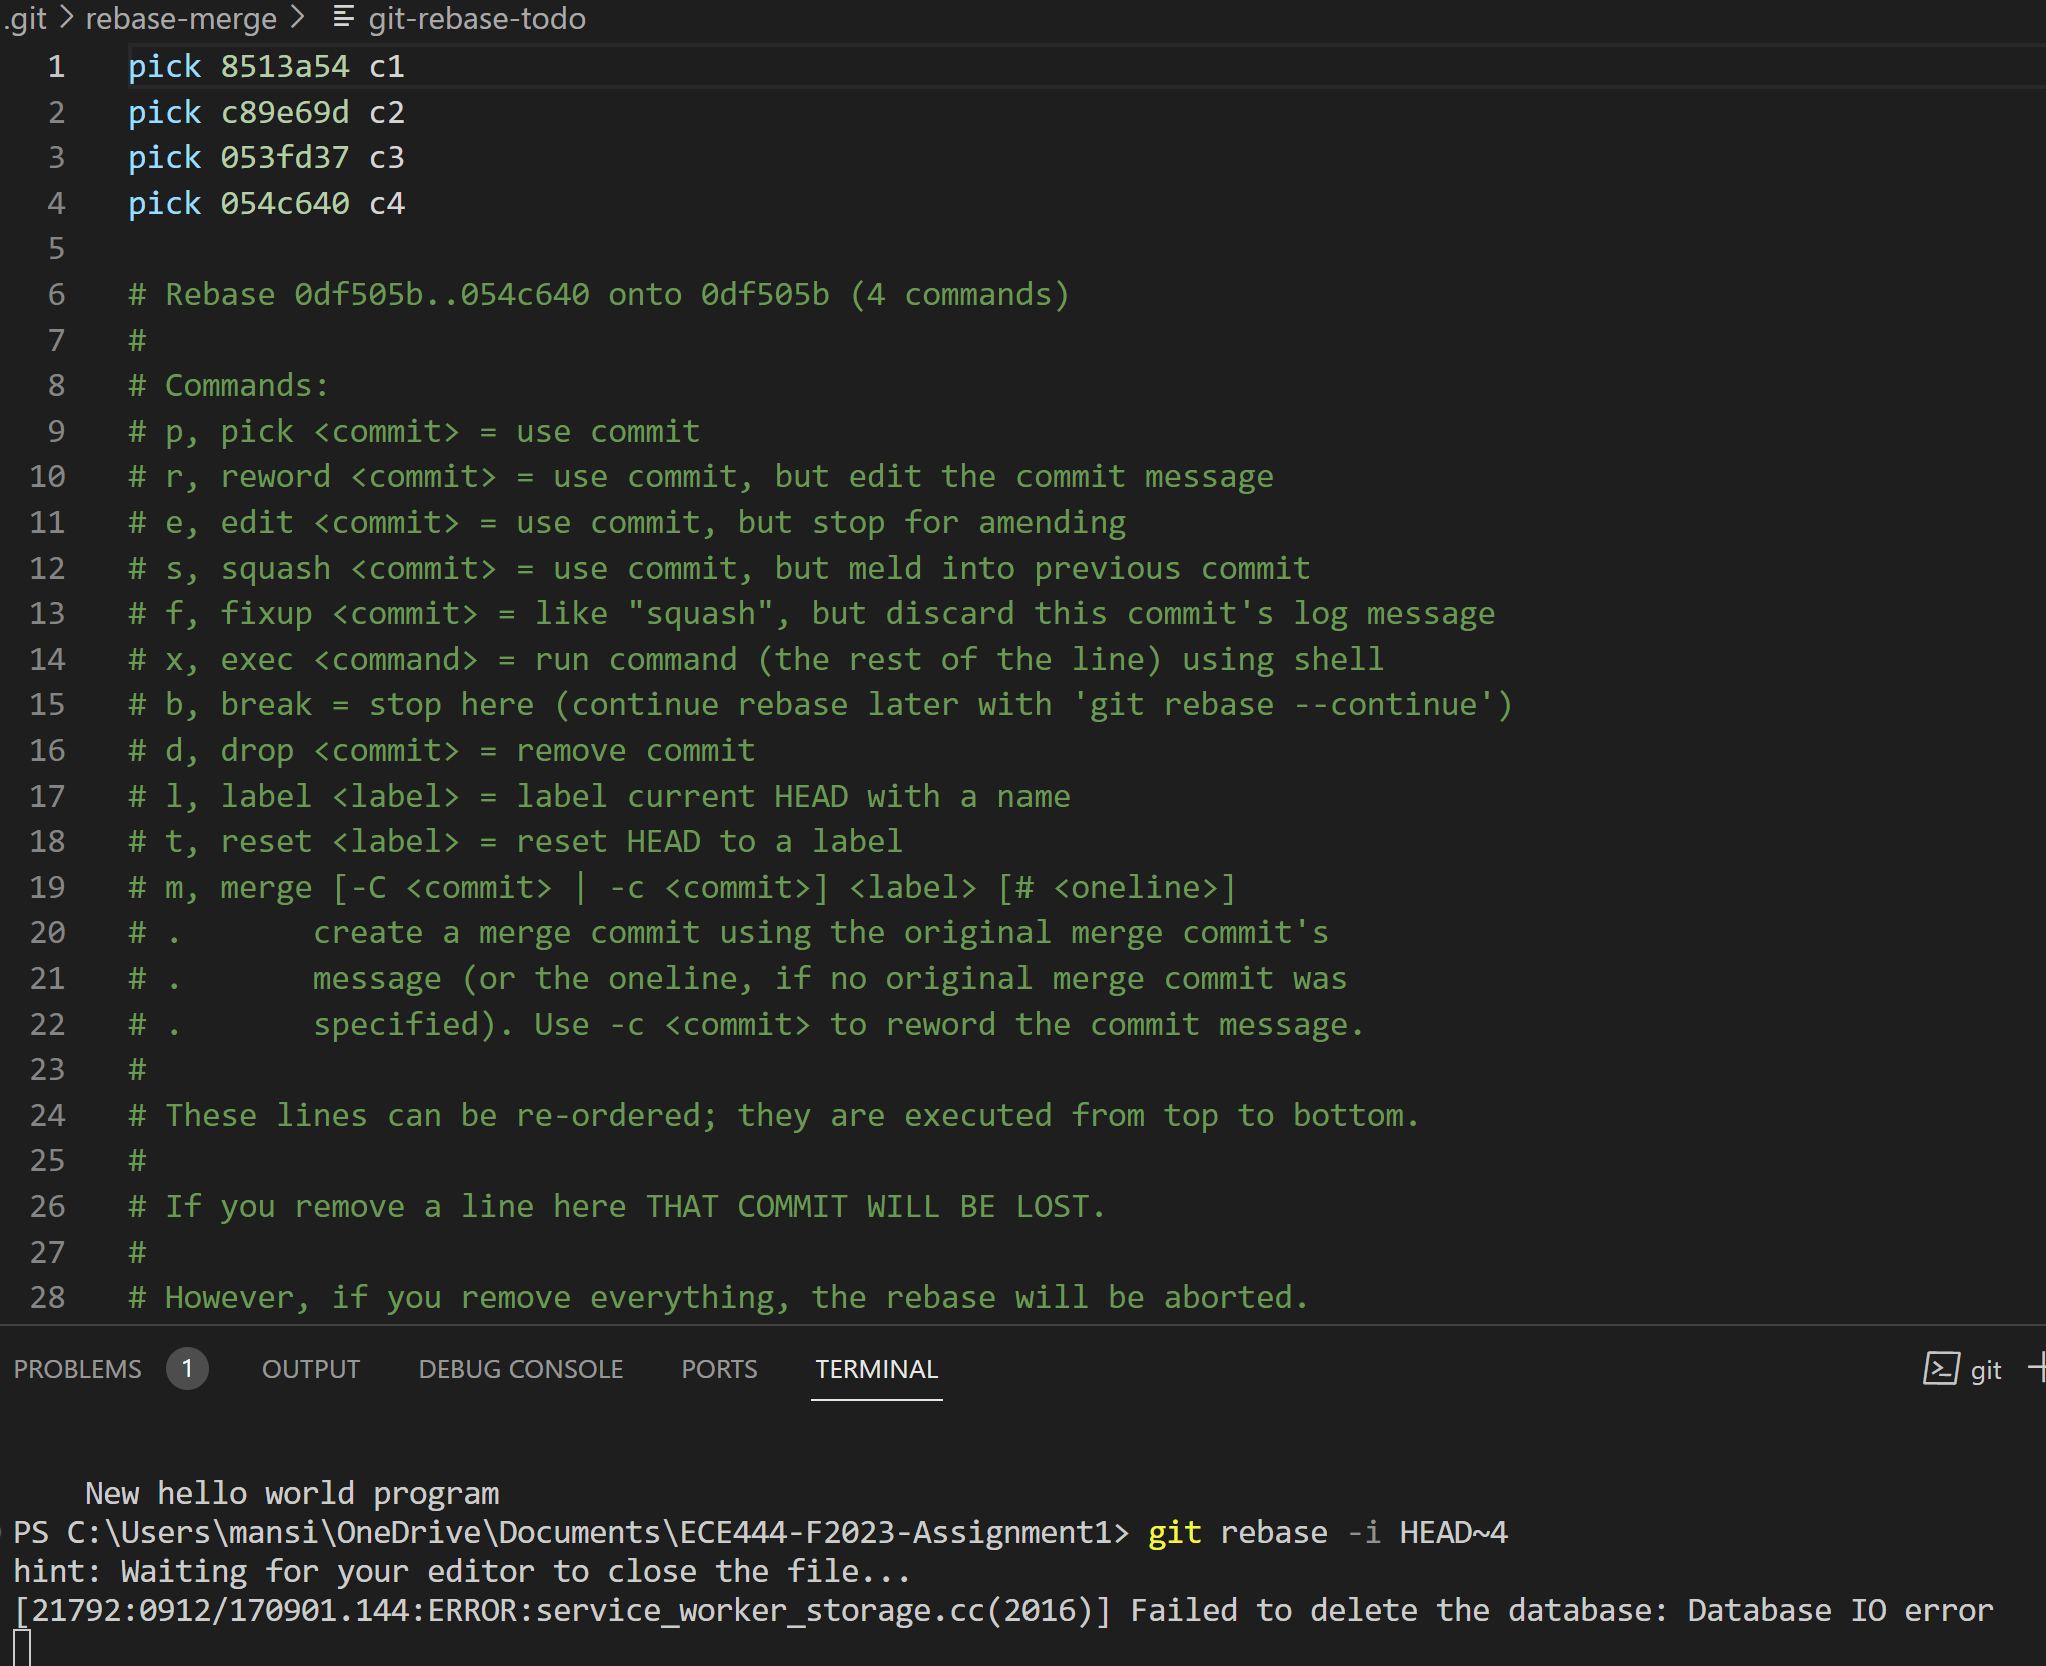 .git > rebase-merge > git-rebase-todo
1 pick 8513a54 c1
2 pick c89e69d c2
3 pick 053fd37 c3
4 pick 054c640 c4
5
6 # Rebase 0df505b..054c640 onto 0df505b (4 commands)
7 #
8 # Commands:
9 # p, pick <commit> = use commit
10 # r, reword <commit> = use commit, but edit the commit message
11 # e, edit <commit> = use commit, but stop for amending
12 # s, squash <commit> = use commit, but meld into previous commit
13 # f, fixup <commit> = like "squash", but discard this commit's log message
14 # x, exec <command> = run command (the rest of the line) using shell
15 # b, break = stop here (continue rebase later with 'git rebase --continue')
16 # d, drop <commit> = remove commit
17 # l, label <label> = label current HEAD with a name
18 # t, reset <label> = reset HEAD to a label
19 # m, merge [-C <commit> | -c <commit>] <label> [# <oneline>]
20 # .       create a merge commit using the original merge commit's
21 # .       message (or the oneline, if no original merge commit was
22 # .       specified). Use -c <commit> to reword the commit message.
23 #
24 # These lines can be re-ordered; they are executed from top to bottom.
25 #
26 # If you remove a line here THAT COMMIT WILL BE LOST.
27 #
28 # However, if you remove everything, the rebase will be aborted.
PROBLEMS 1 OUTPUT DEBUG CONSOLE PORTS TERMINAL git
New hello world program
PS C:\Users\mansi\OneDrive\Documents\ECE444-F2023-Assignment1> git rebase -i HEAD~4
hint: Waiting for your editor to close the file...
[21792:0912/170901.144:ERROR:service_worker_storage.cc(2016)] Failed to delete the database: Database IO error